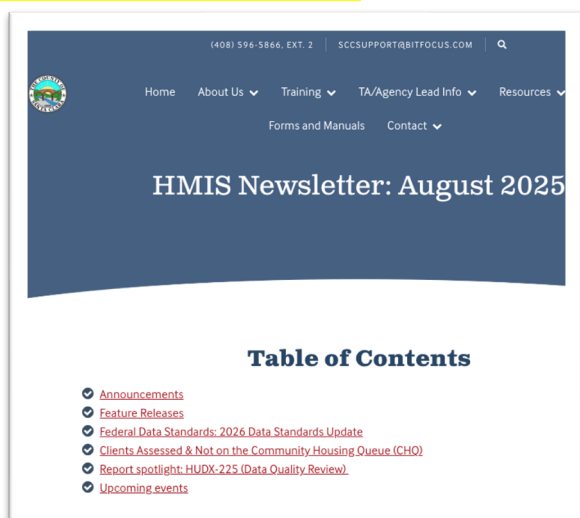 (408) 596-5866, EXT. 2 SCCSUPPORT@BITFOCUS.COM
Home About Us Training TA/Agency Lead Info Resources
Forms and Manuals Contact
HMIS Newsletter: August 2025
Table of Contents
Announcements
Feature Releases
Federal Data Standards: 2026 Data Standards Update
Clients Assessed & Not on the Community Housing Queue (CHQ)
Report spotlight: HUDX-225 (Data Quality Review)
Upcoming events